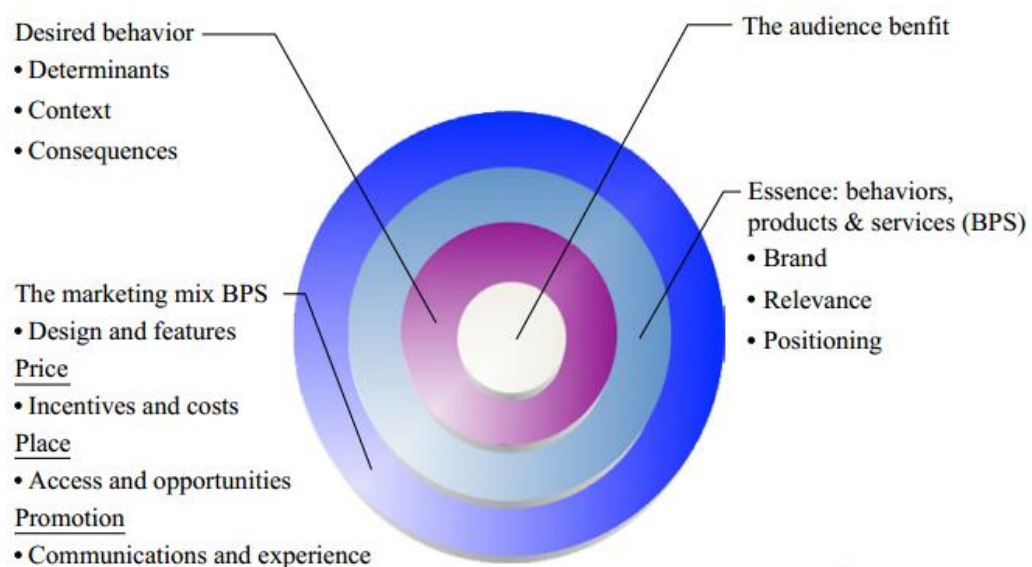 Desired behavior
• Determinants
• Context
• Consequences
The audience benfit
Essence: behaviors,
products & services (BPS)
• Brand
• Relevance
• Positioning
The marketing mix BPS
• Design and features
Price
• Incentives and costs
Place
• Access and opportunities
Promotion
• Communications and experience